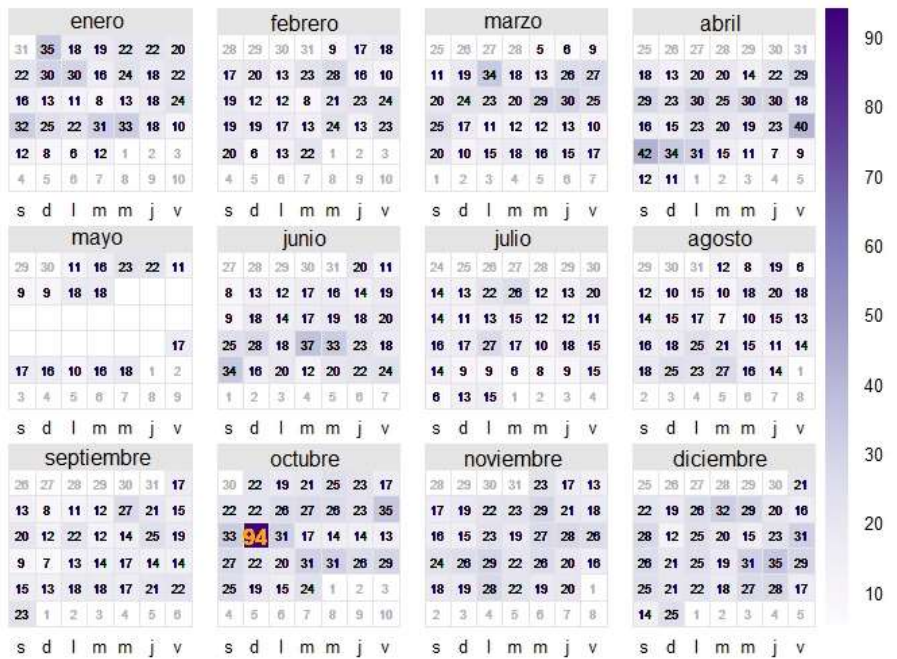 enero
31 35 18 19 22 22 20
22 30 30 16 24 18 22
16 13 11 8 13 18 24
32 25 22 31 33 18 10
12 8 6 12 1 2 3
4 5 6 7 8 9 10
s d l m m j v
febrero
28 29 30 31 9 17 18
17 20 13 23 28 16 10
19 12 12 8 21 23 24
19 19 17 13 24 13 23
20 6 13 22 1 2 3
4 5 6 7 8 9 10
s d l m m j v
marzo
25 26 27 28 5 6 9
11 19 34 18 13 26 27
20 24 23 20 29 30 25
25 17 11 12 12 13 10
20 10 15 18 16 15 17
1 2 3 4 5 6 7
s d l m m j v
abril
25 26 27 28 29 30 31
18 13 20 20 14 22 29
29 23 30 25 30 30 18
16 15 23 20 19 23 40
42 34 31 15 11 7 9
12 11 1 2 3 4 5
s d l m m j v
mayo
29 30 11 16 23 22 11
9 9 18 18
17
17 16 10 16 18 1 2
3 4 5 6 7 8 9
s d l m m j v
junio
27 28 29 30 31 20 11
8 13 12 17 16 14 19
9 18 14 17 19 18 20
25 28 18 37 33 23 18
34 16 20 12 20 22 24
1 2 3 4 5 6 7
s d l m m j v
julio
24 25 26 27 28 29 30
14 13 22 26 12 13 20
14 11 13 15 12 12 11
16 17 27 17 10 18 15
14 9 9 6 8 9 15
6 13 15 1 2 3 4
s d l m m j v
agosto
29 30 31 12 8 19 6
12 10 15 10 18 20 18
14 15 17 7 10 15 13
16 18 25 21 15 11 14
18 25 23 27 16 14 1
2 3 4 5 6 7 8
s d l m m j v
septiembre
26 27 28 29 30 31 17
13 8 11 12 27 21 15
20 12 22 12 14 25 19
9 7 13 14 17 14 14
15 13 18 18 17 21 22
23 1 2 3 4 5 6
s d l m m j v
octubre
30 22 19 21 25 23 17
22 22 26 27 26 23 35
33 94 31 17 14 14 13
27 22 20 31 31 26 29
25 19 15 24 1 2 3
4 5 6 7 8 9 10
s d l m m j v
noviembre
25 26 27 28 23 17 13
17 19 22 23 29 21 18
16 15 23 19 27 28 26
24 26 29 22 26 20 16
18 19 28 22 19 20 1
2 3 4 5 6 7 8
s d l m m j v
diciembre
25 26 27 28 29 30 21
22 19 26 32 29 20 16
28 12 25 20 15 23 31
26 21 25 19 31 35 29
25 21 22 18 27 28 17
14 25 1 2 3 4 5
s d l m m j v
90
80
70
60
50
40
30
20
10